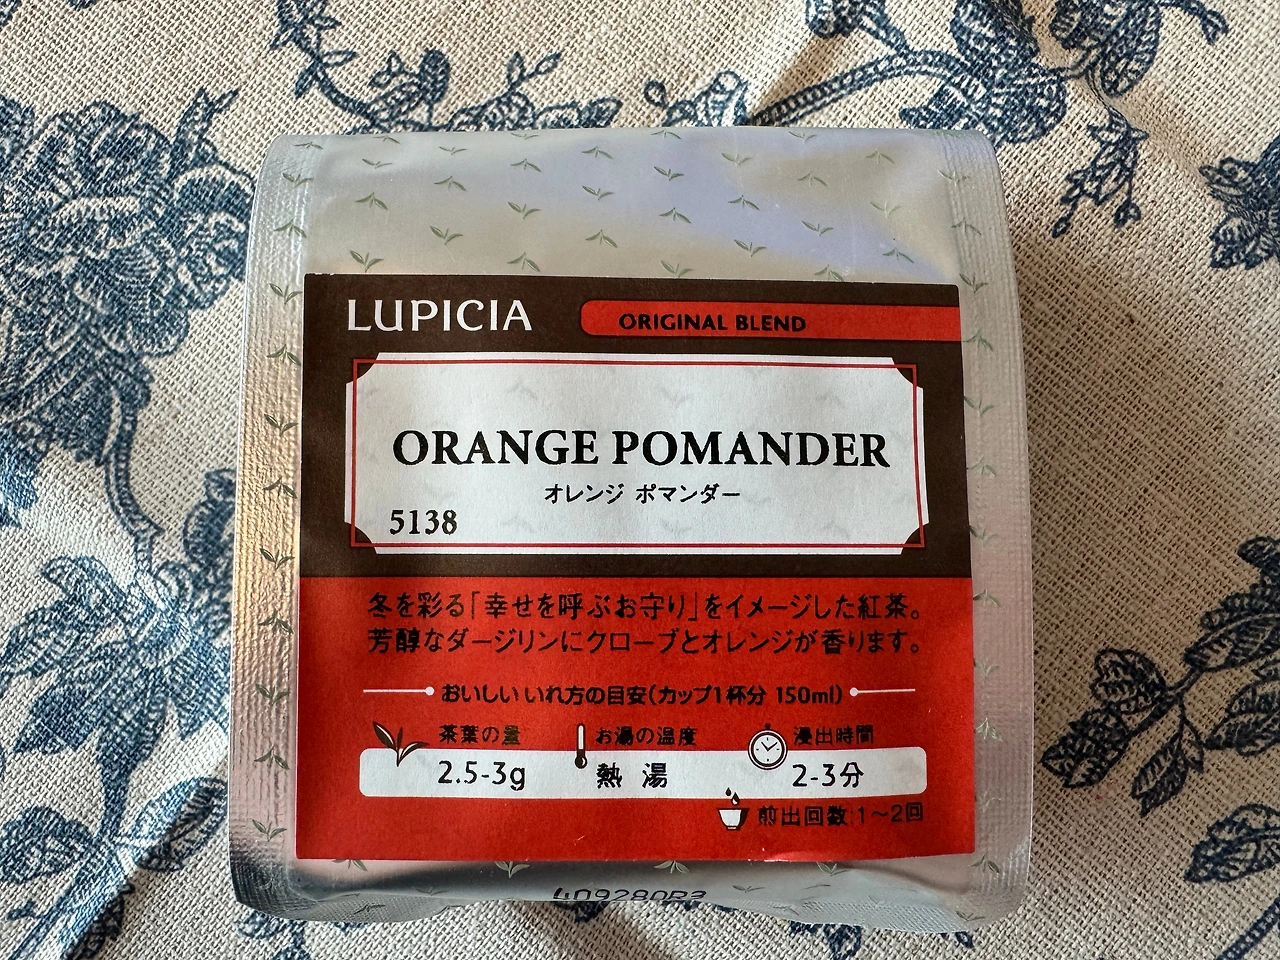 LUPICIA
ORIGINAL BLEND
ORANGE POMANDER
オレンジ ポマンダー
5138
冬を彩る「幸せを呼ぶお守り」をイメージした紅茶。
芳醇なダージリンにクローブとオレンジが香ります。
おいしいいれ方の目安(カップ1杯分 150ml)
茶葉の量 お湯の温度 浸出時間
2.5-3g 熱湯 2-3分
煎出回数:1〜2回